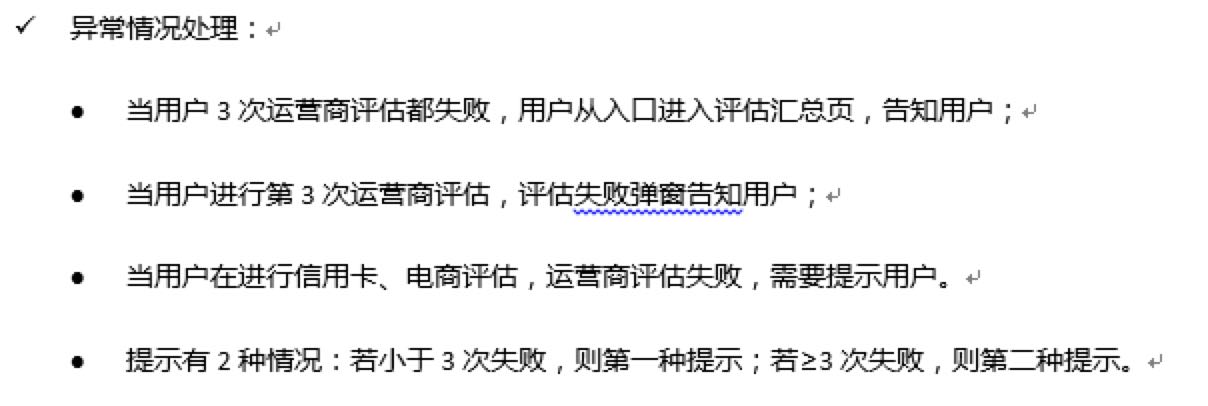 ✓ 异常情况处理：
● 当用户 3 次运营商评估都失败，用户从入口进入评估汇总页，告知用户；
● 当用户进行第 3 次运营商评估，评估失败弹窗告知用户；
● 当用户在进行信用卡、电商评估，运营商评估失败，需要提示用户。
● 提示有 2 种情况：若小于 3 次失败，则第一种提示；若≥3 次失败，则第二种提示。